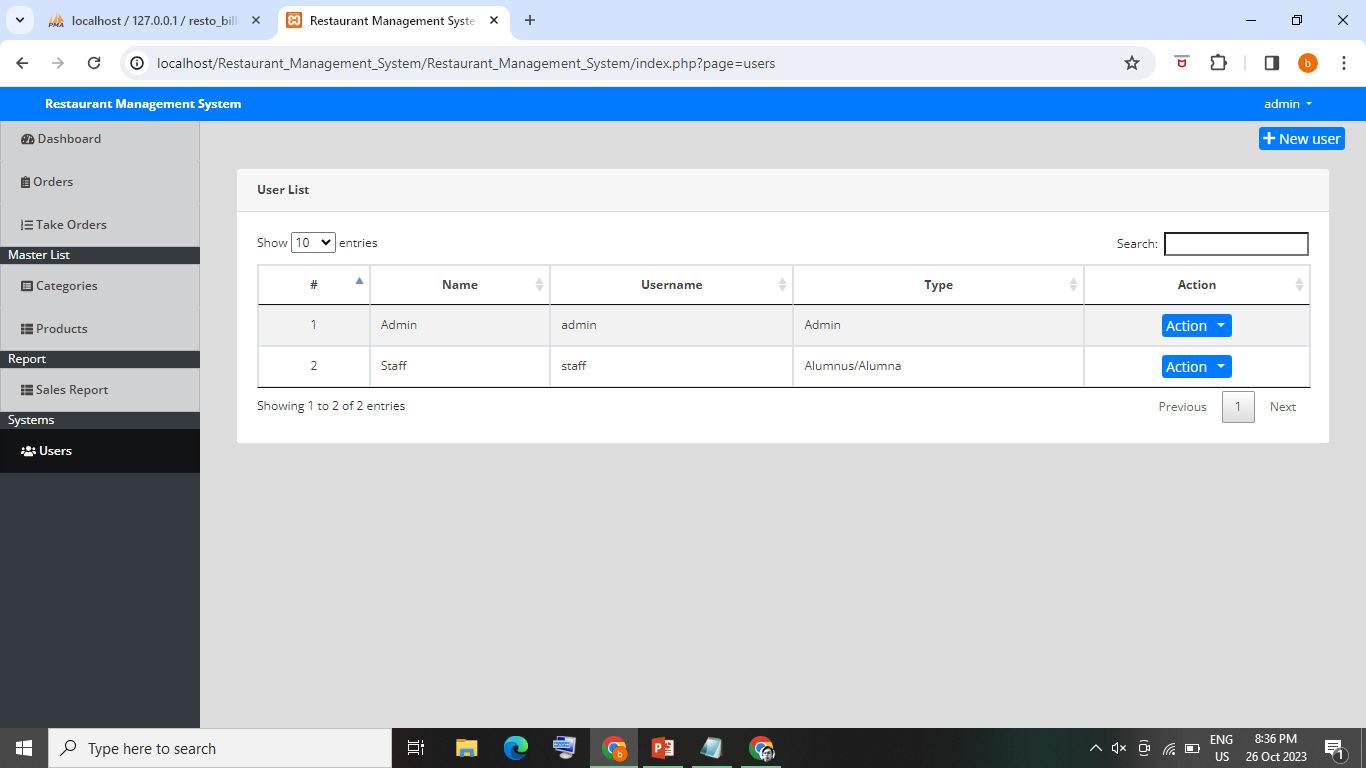 localhost / 127.0.0.1 / resto_bill
Restaurant Management Syste
localhost/Restaurant_Management_System/Restaurant_Management_System/index.php?page=users
b
Restaurant Management System
admin
Dashboard
New user
Orders
User List
Take Orders
Show 10 entries
Search:
Master List
Categories
# Name Username Type Action
Products
1 Admin admin Admin Action
Report
2 Staff staff Alumnus/Alumna Action
Sales Report
Showing 1 to 2 of 2 entries
Previous 1 Next
Systems
Users
Type here to search
ENG
US
8:36 PM
26 Oct 2023
1